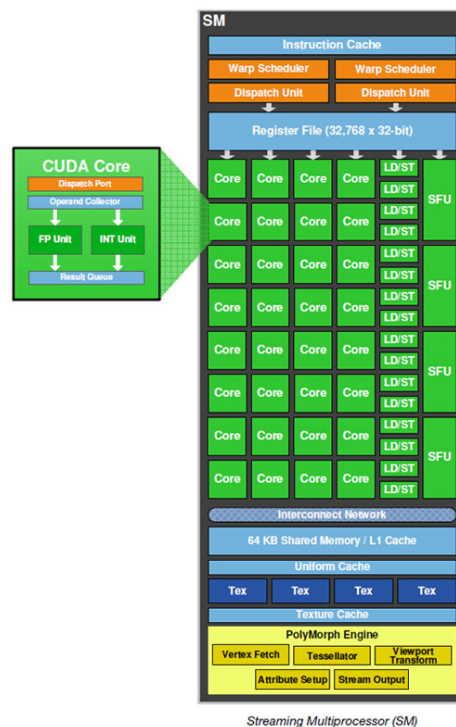 SM
Instruction Cache
Warp Scheduler Warp Scheduler
Dispatch Unit Dispatch Unit
Register File (32,768 x 32-bit)
CUDA Core
Dispatch Port
Operand Collector
FP Unit INT Unit
Result Queue
Core Core Core Core LD/ST LD/ST SFU
Core Core Core Core LD/ST LD/ST
Core Core Core Core LD/ST LD/ST SFU
Core Core Core Core LD/ST LD/ST
Core Core Core Core LD/ST LD/ST SFU
Core Core Core Core LD/ST LD/ST
Core Core Core Core LD/ST LD/ST SFU
Core Core Core Core LD/ST LD/ST
Interconnect Network
64 KB Shared Memory / L1 Cache
Uniform Cache
Tex Tex Tex Tex
Texture Cache
PolyMorph Engine
Vertex Fetch Tessellator Viewport
Transform
Attribute Setup Stream Output
Streaming Multiprocessor (SM)